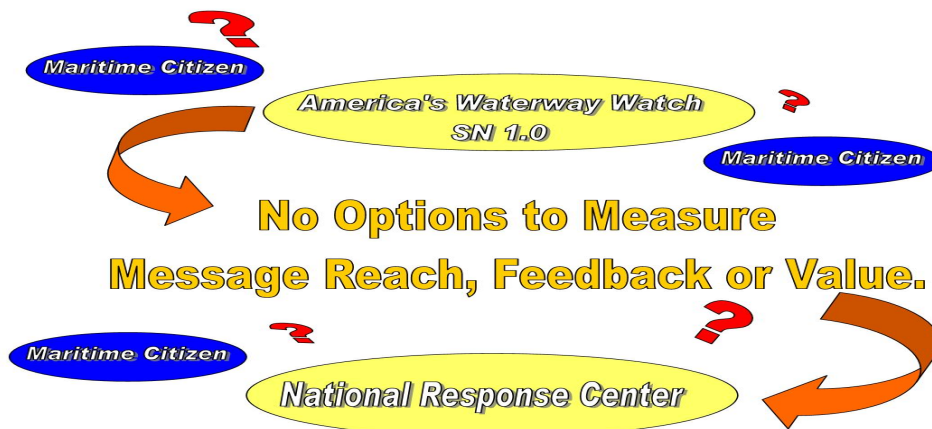 ?
Maritime Citizen
America's Waterway Watch
SN 1.0
?
Maritime Citizen
No Options to Measure
Message Reach, Feedback or Value.
?
?
Maritime Citizen
National Response Center